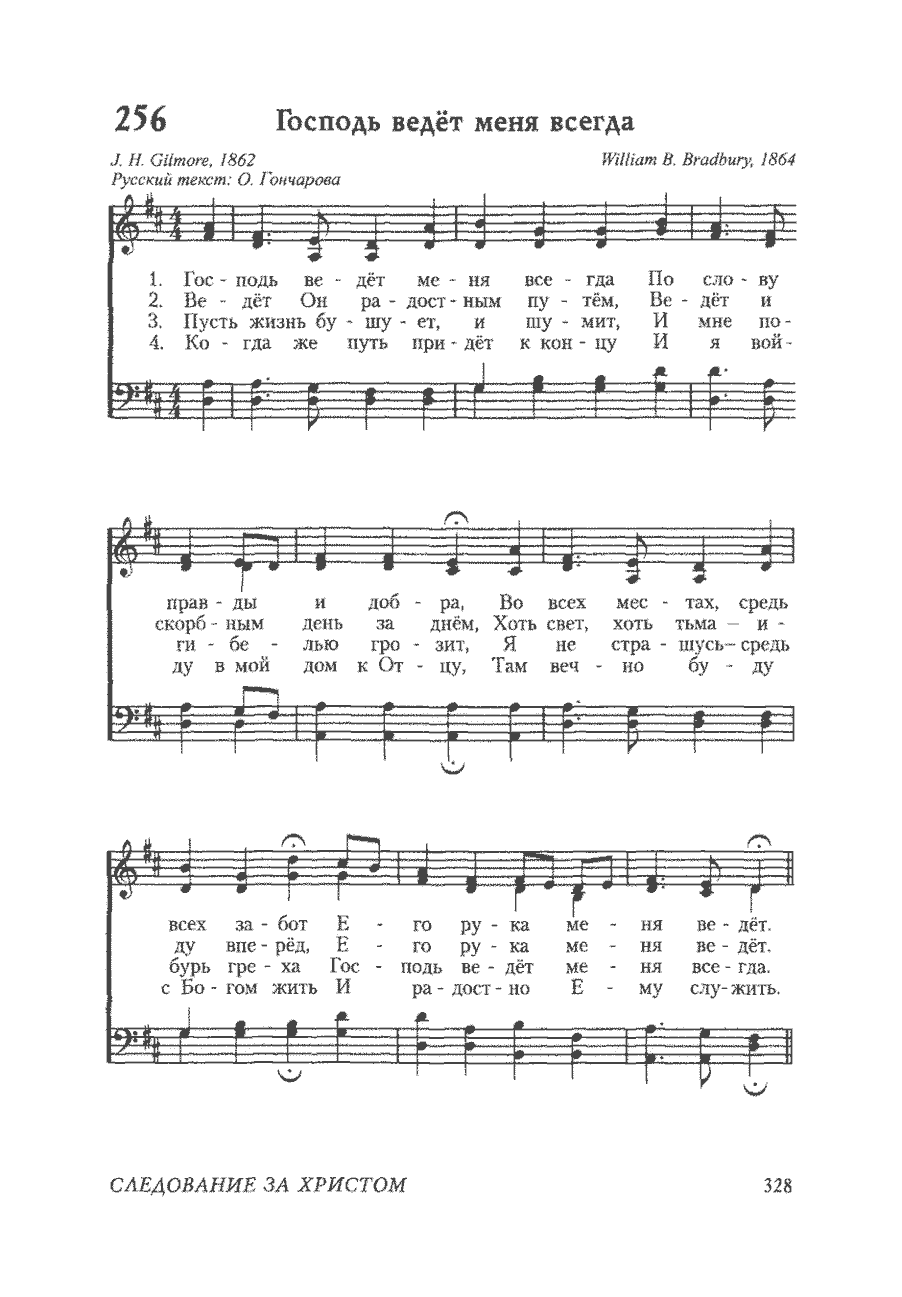 256 Господь ведёт меня всегда
J. H. Gilmore, 1862 William B. Bradbury, 1864
Русский текст: О. Гончарова
1. Гос - подь ве - дёт ме - ня все - гда По сло - ву
2. Ве - дёт Он ра - дост - ным пу - тём, Ве - дёт и
3. Пусть жизнь бу - шу - ет, и шу - мит, И мне по -
4. Ко - гда же путь при - дёт к кон - цу И я вой -
прав - ды и доб - ра, Во всех мес - тах, средь
скорб - ным день за днём, Хоть свет, хоть тьма — и -
ги - бе - лью гро - зит, Я не стра - шусь— средь
ду в мой дом к От - цу, Там веч - но бу - ду
всех за - бот Е - го ру - ка ме - ня ве - дёт.
ду впе - рёд, Е - го ру - ка ме - ня ве - дёт.
бурь гре - ха Гос - подь ве - дёт ме - ня все - гда.
с Бо - гом жить И ра - дост - но Е - му слу - жить.
СЛЕДОВАНИЕ ЗА ХРИСТОМ 328